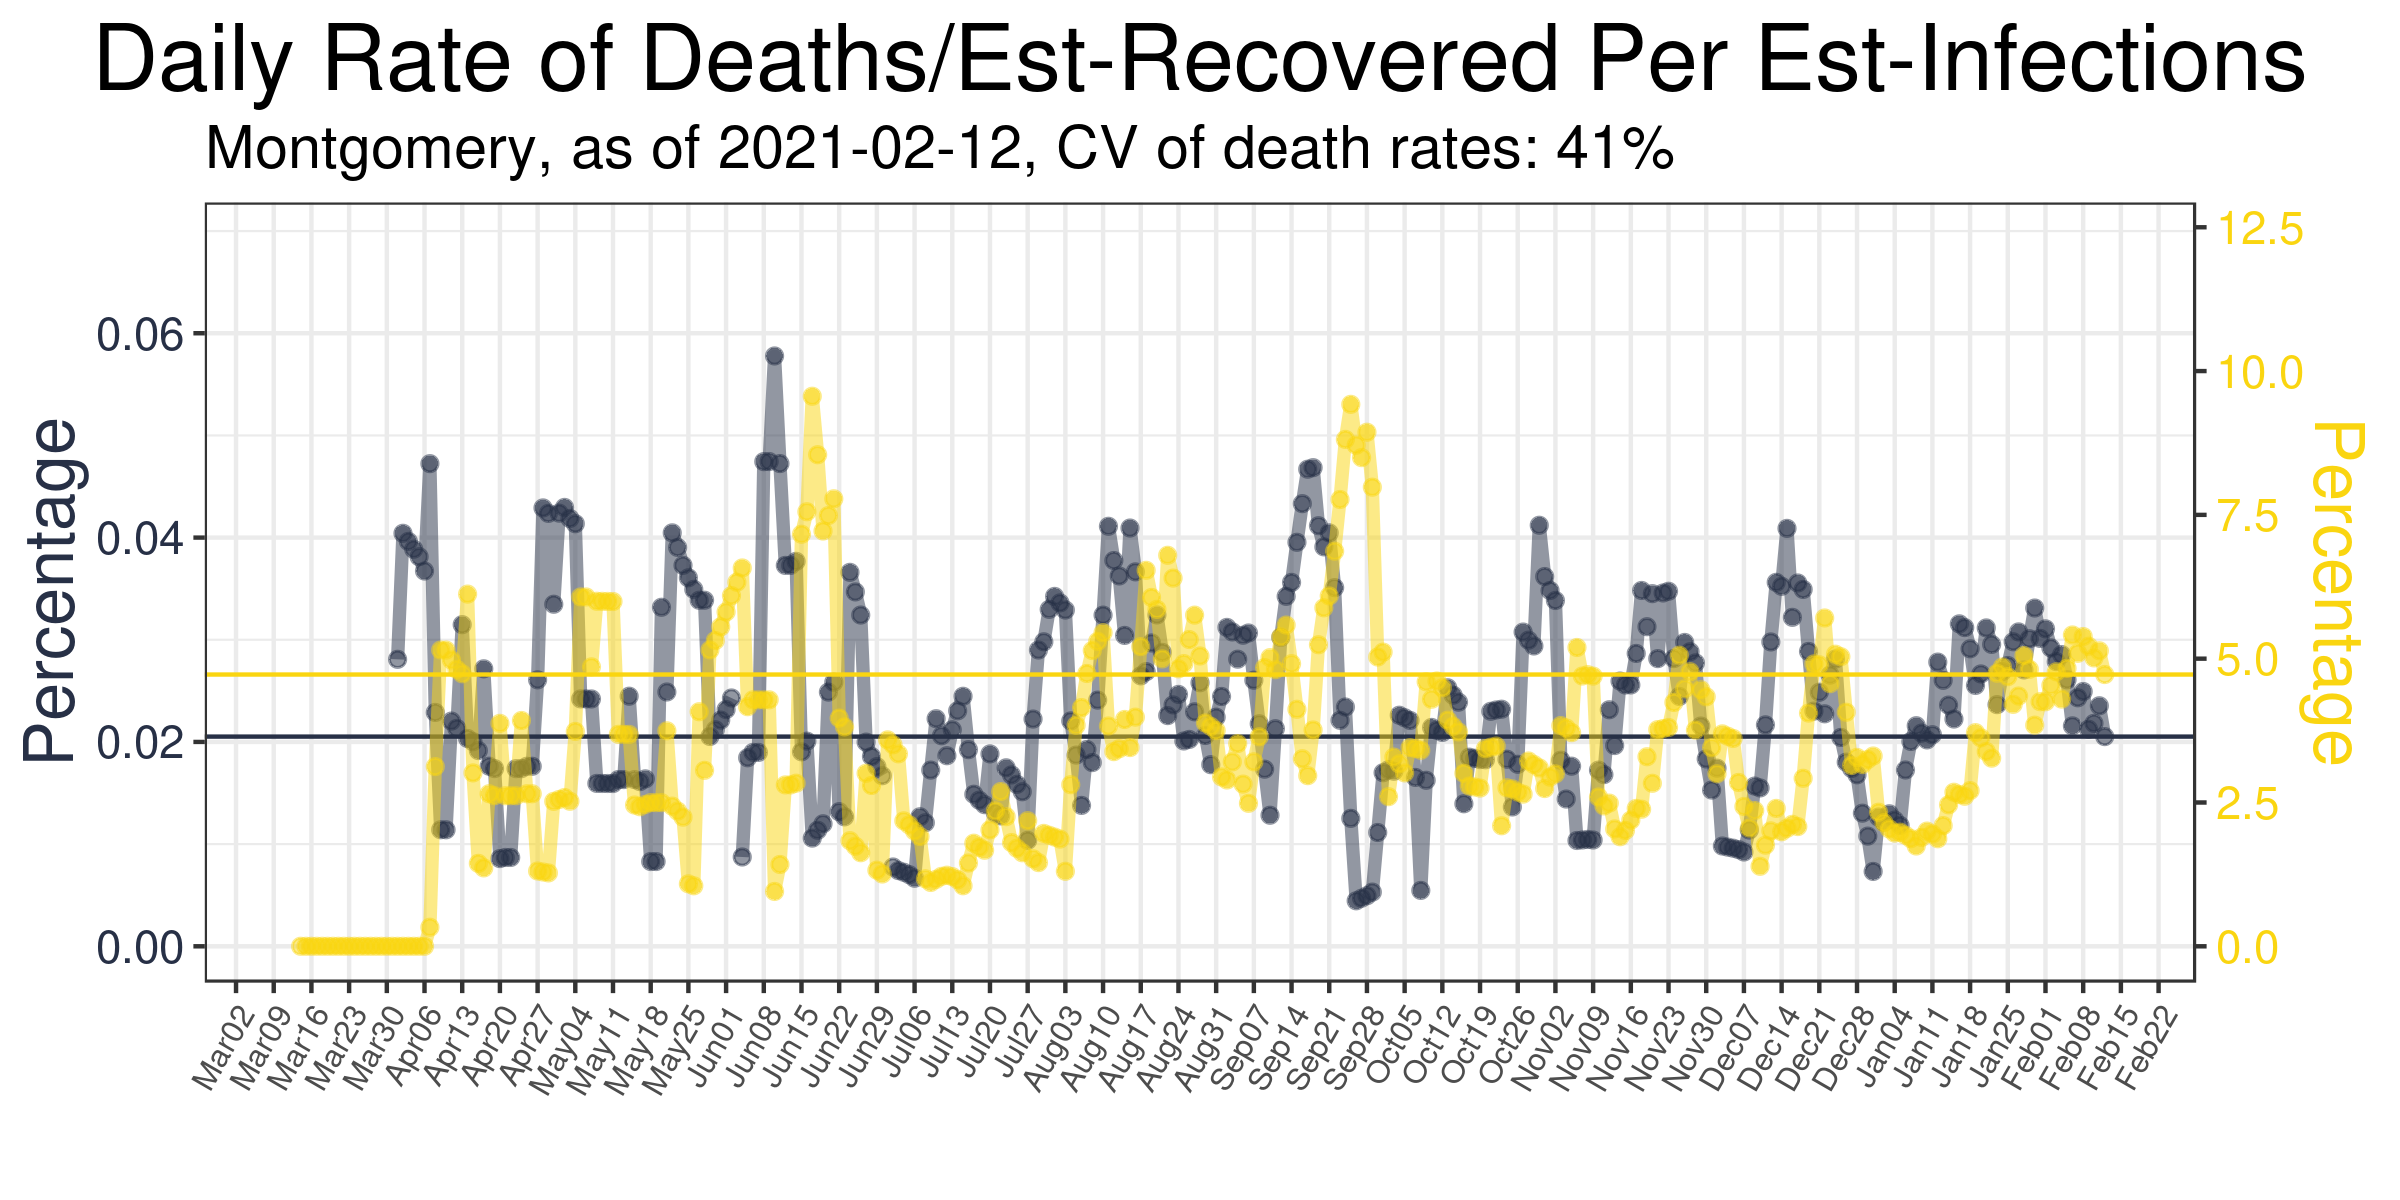 Daily Rate of Deaths/Est-Recovered Per Est-Infections
Montgomery, as of 2021-02-12, CV of death rates: 41%
Percentage
0.06
0.04
0.02
0.00
12.5
10.0
7.5
5.0
2.5
0.0
Percentage
Mar02
Mar09
Mar16
Mar23
Mar30
Apr06
Apr13
Apr20
Apr27
May04
May11
May18
May25
Jun01
Jun08
Jun15
Jun22
Jun29
Jul06
Jul13
Jul20
Jul27
Aug03
Aug10
Aug17
Aug24
Aug31
Sep07
Sep14
Sep21
Sep28
Oct05
Oct12
Oct19
Oct26
Nov02
Nov09
Nov16
Nov23
Nov30
Dec07
Dec14
Dec21
Dec28
Jan04
Jan11
Jan18
Jan25
Feb01
Feb08
Feb15
Feb22